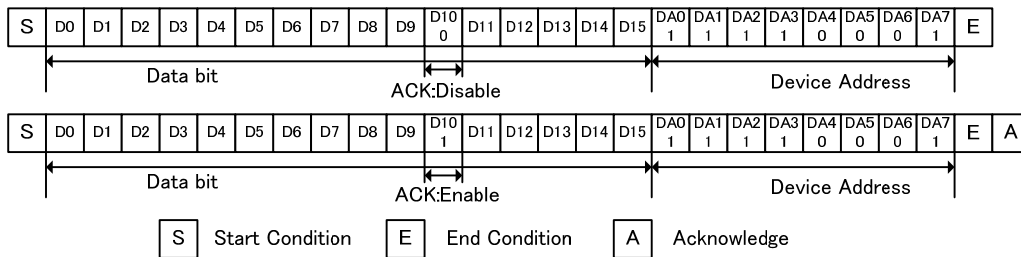 S D0 D1 D2 D3 D4 D5 D6 D7 D8 D9 D10 0 D11 D12 D13 D14 D15 DA0 1 DA1 1 DA2 1 DA3 1 DA4 0 DA5 0 DA6 0 DA7 1 E
Data bit ACK:Disable Device Address
S D0 D1 D2 D3 D4 D5 D6 D7 D8 D9 D10 1 D11 D12 D13 D14 D15 DA0 1 DA1 1 DA2 1 DA3 1 DA4 0 DA5 0 DA6 0 DA7 1 E A
Data bit ACK:Enable Device Address
S Start Condition E End Condition A Acknowledge